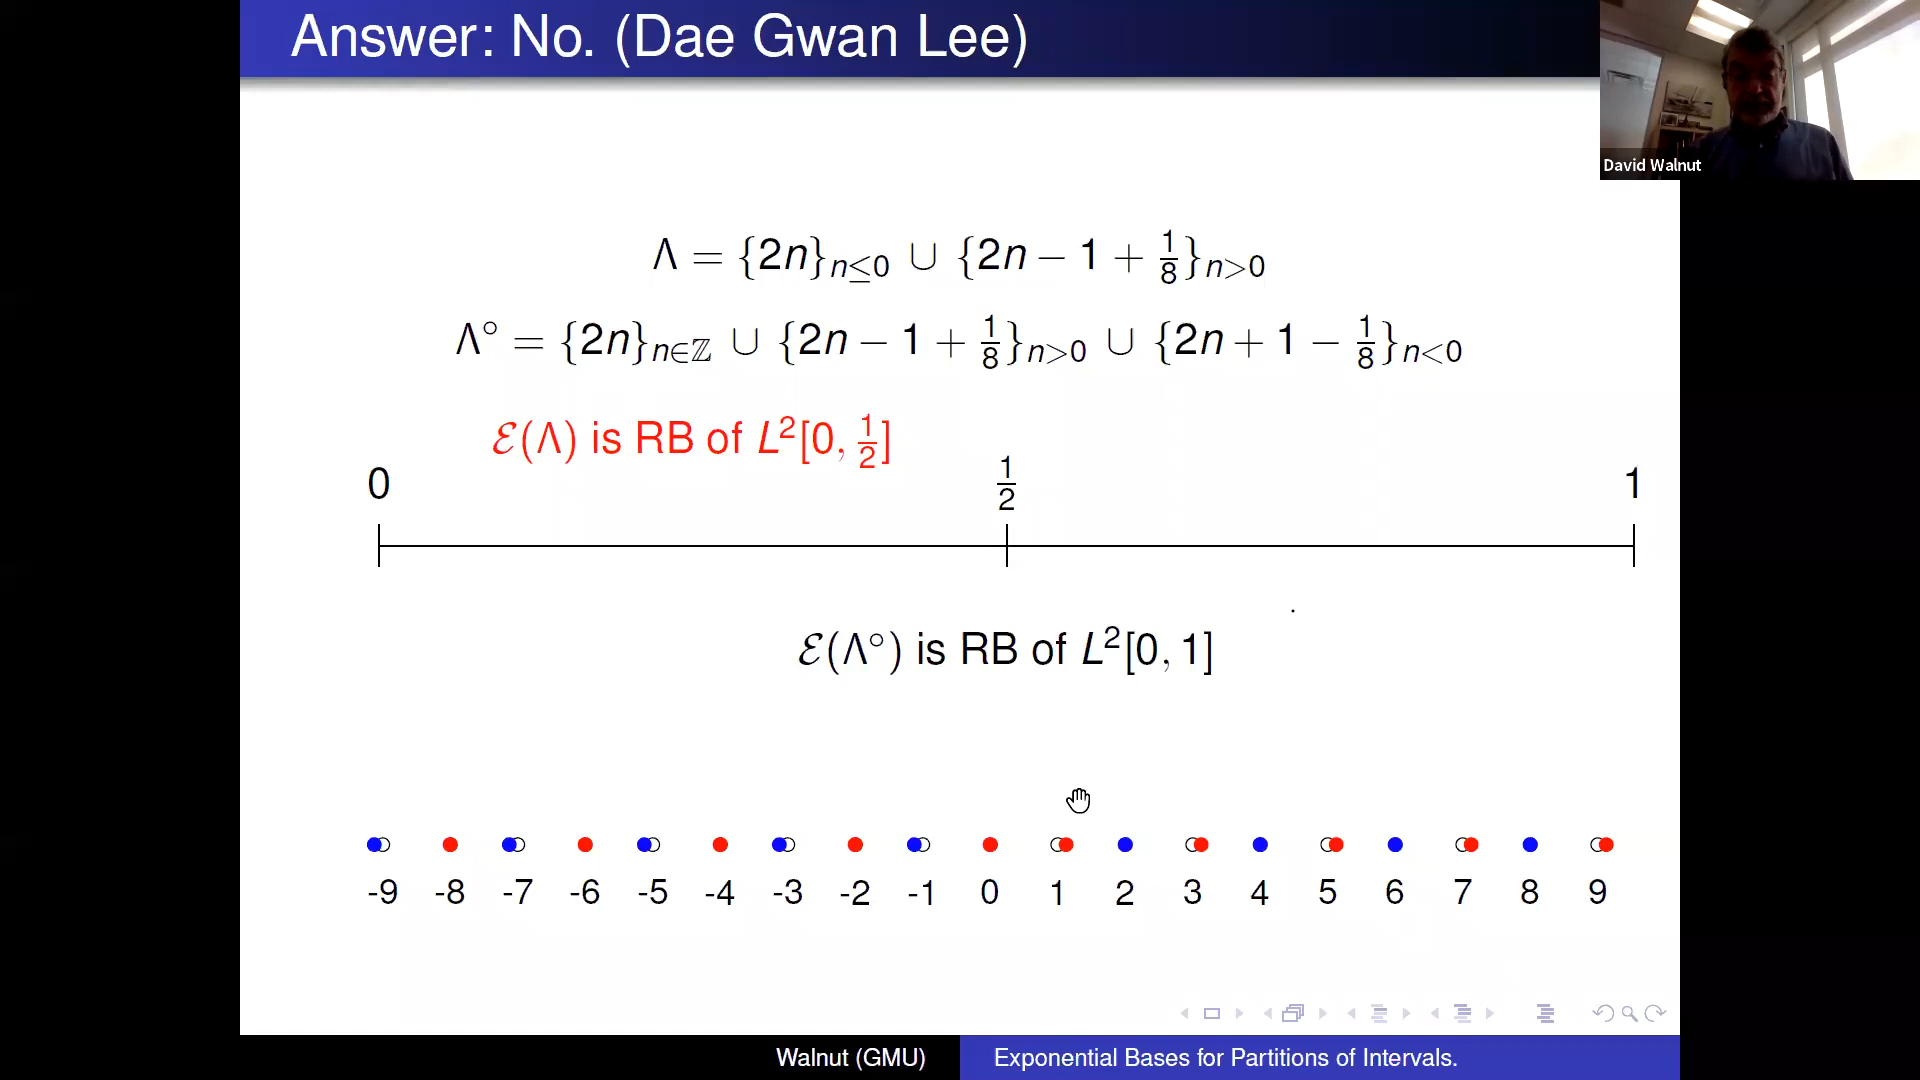 Answer: No. (Dae Gwan Lee)
David Walnut
Λ = {2n}_{n≤0} ∪ {2n − 1 + 1/8}_{n>0}
Λ° = {2n}_{n∈ℤ} ∪ {2n − 1 + 1/8}_{n>0} ∪ {2n + 1 − 1/8}_{n<0}
ℰ(Λ) is RB of L²[0, 1/2]
0 1/2 1
ℰ(Λ°) is RB of L²[0, 1]
-9 -8 -7 -6 -5 -4 -3 -2 -1 0 1 2 3 4 5 6 7 8 9
Walnut (GMU) Exponential Bases for Partitions of Intervals.